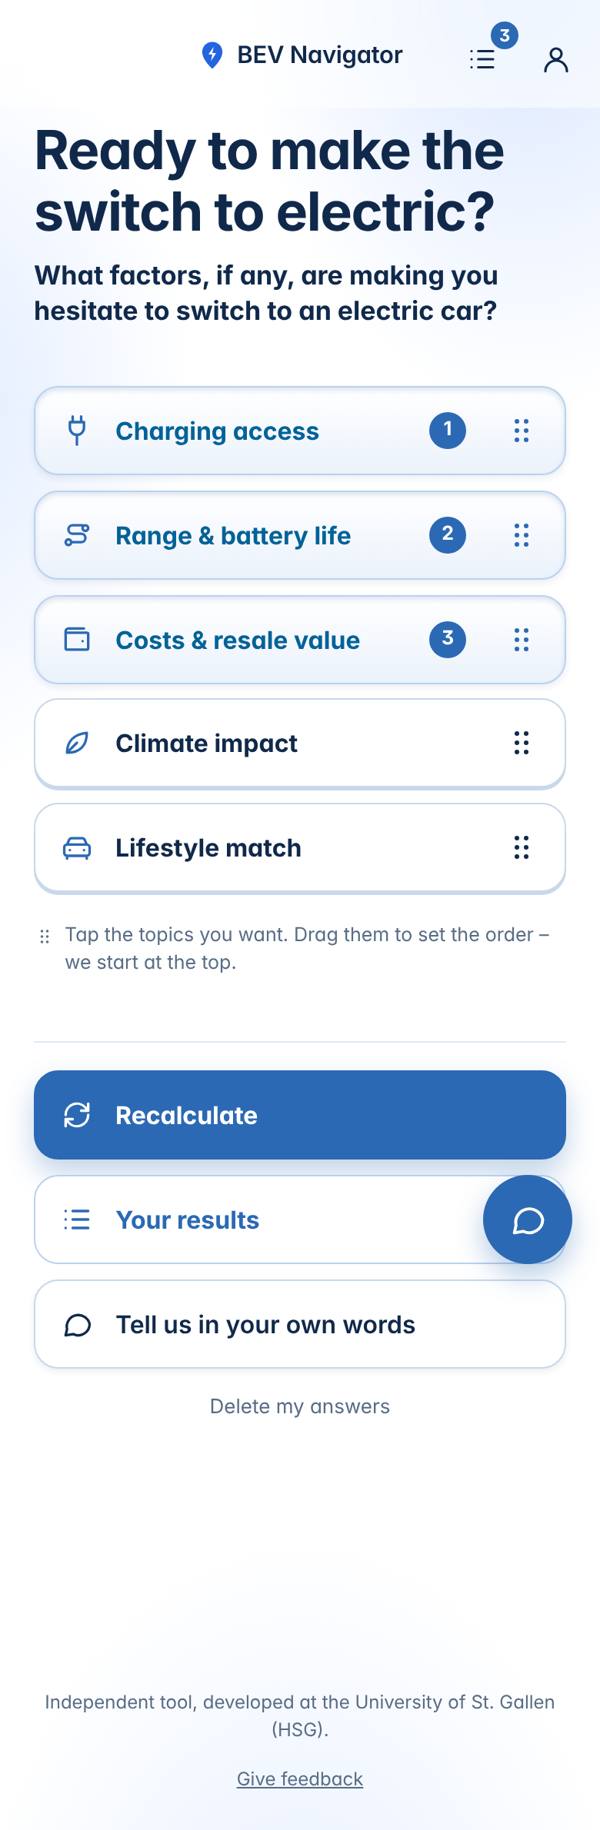 BEV Navigator
3
Ready to make the
switch to electric?
What factors, if any, are making you
hesitate to switch to an electric car?
Charging access 1
Range & battery life 2
Costs & resale value 3
Climate impact
Lifestyle match
Tap the topics you want. Drag them to set the order –
we start at the top.
Recalculate
Your results
Tell us in your own words
Delete my answers
Independent tool, developed at the University of St. Gallen
(HSG).
Give feedback